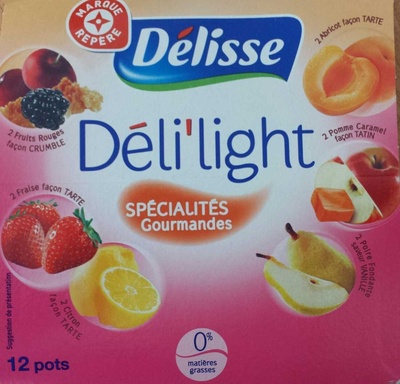 MARQUE
REPÈRE
Délisse
2 Abricot façon TARTE
2 Fruits Rouges
façon CRUMBLE
Déli'light
2 Pomme Caramel
façon TATIN
2 Fraise façon TARTE
SPÉCIALITÉS
Gourmandes
2 Poire Fondante
saveur VANILLE
2 Citron
façon TARTE
Suggestion de présentation
0%
matières
grasses
12 pots